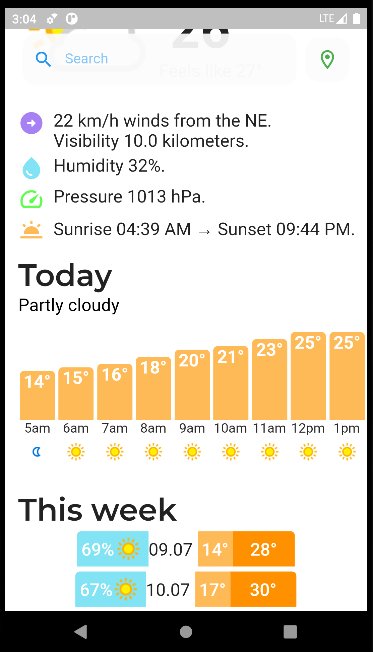 3:04
LTE
26
Search
Feels like 27°
22 km/h winds from the NE.
Visibility 10.0 kilometers.
Humidity 32%.
Pressure 1013 hPa.
Sunrise 04:39 AM → Sunset 09:44 PM.
Today
Partly cloudy
14° 15° 16° 18° 20° 21° 23° 25° 25°
5am 6am 7am 8am 9am 10am 11am 12pm 1pm
This week
69% 09.07 14° 28°
67% 10.07 17° 30°